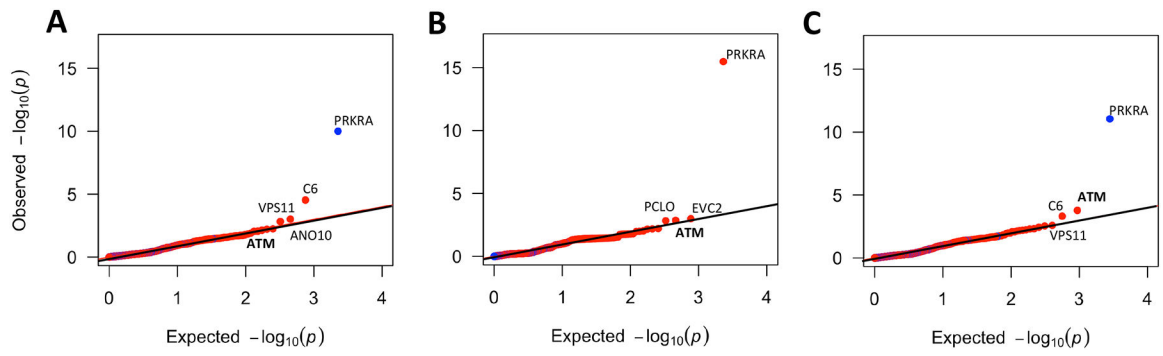 A
B
C
Observed −log10(p)
15
10
5
0
PRKRA
C6
VPS11
ATM
ANO10
0 1 2 3 4
Expected −log10(p)
15
10
5
0
PRKRA
PCLO
EVC2
ATM
0 1 2 3 4
Expected −log10(p)
15
10
5
0
PRKRA
ATM
C6
VPS11
0 1 2 3 4
Expected −log10(p)